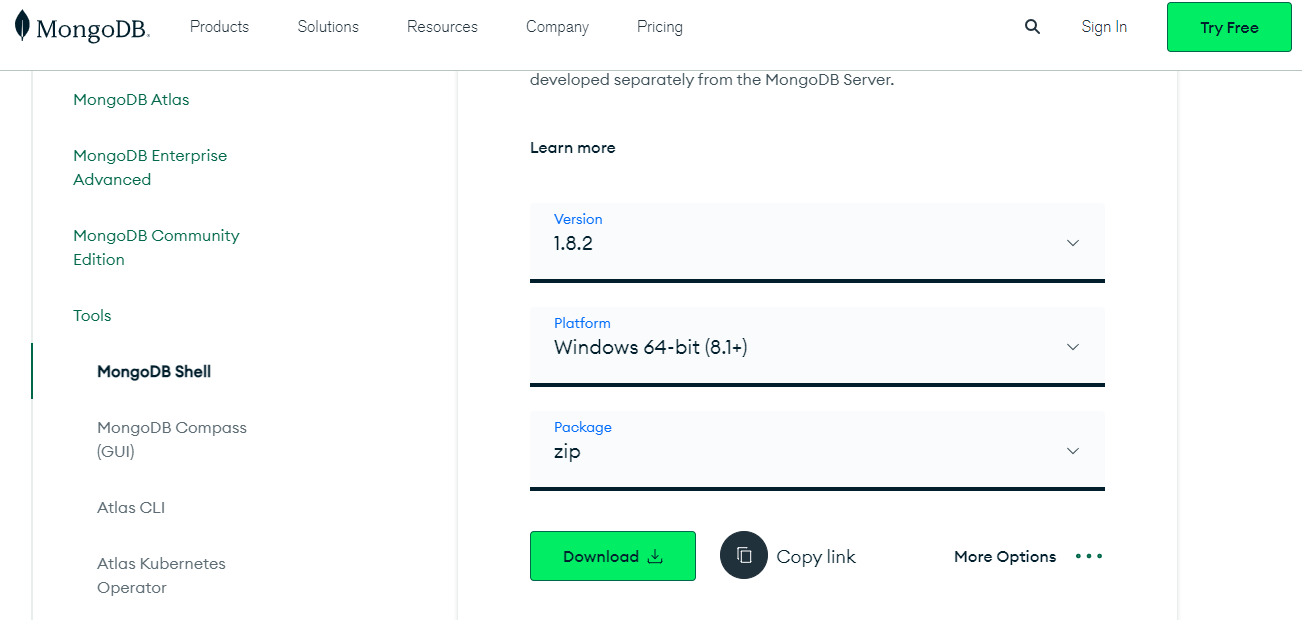 MongoDB.
Products
Solutions
Resources
Company
Pricing
Sign In
Try Free
MongoDB Atlas
MongoDB Enterprise
Advanced
MongoDB Community
Edition
Tools
MongoDB Shell
MongoDB Compass
(GUI)
Atlas CLI
Atlas Kubernetes
Operator
developed separately from the MongoDB Server.
Learn more
Version
1.8.2
Platform
Windows 64-bit (8.1+)
Package
zip
Download
Copy link
More Options